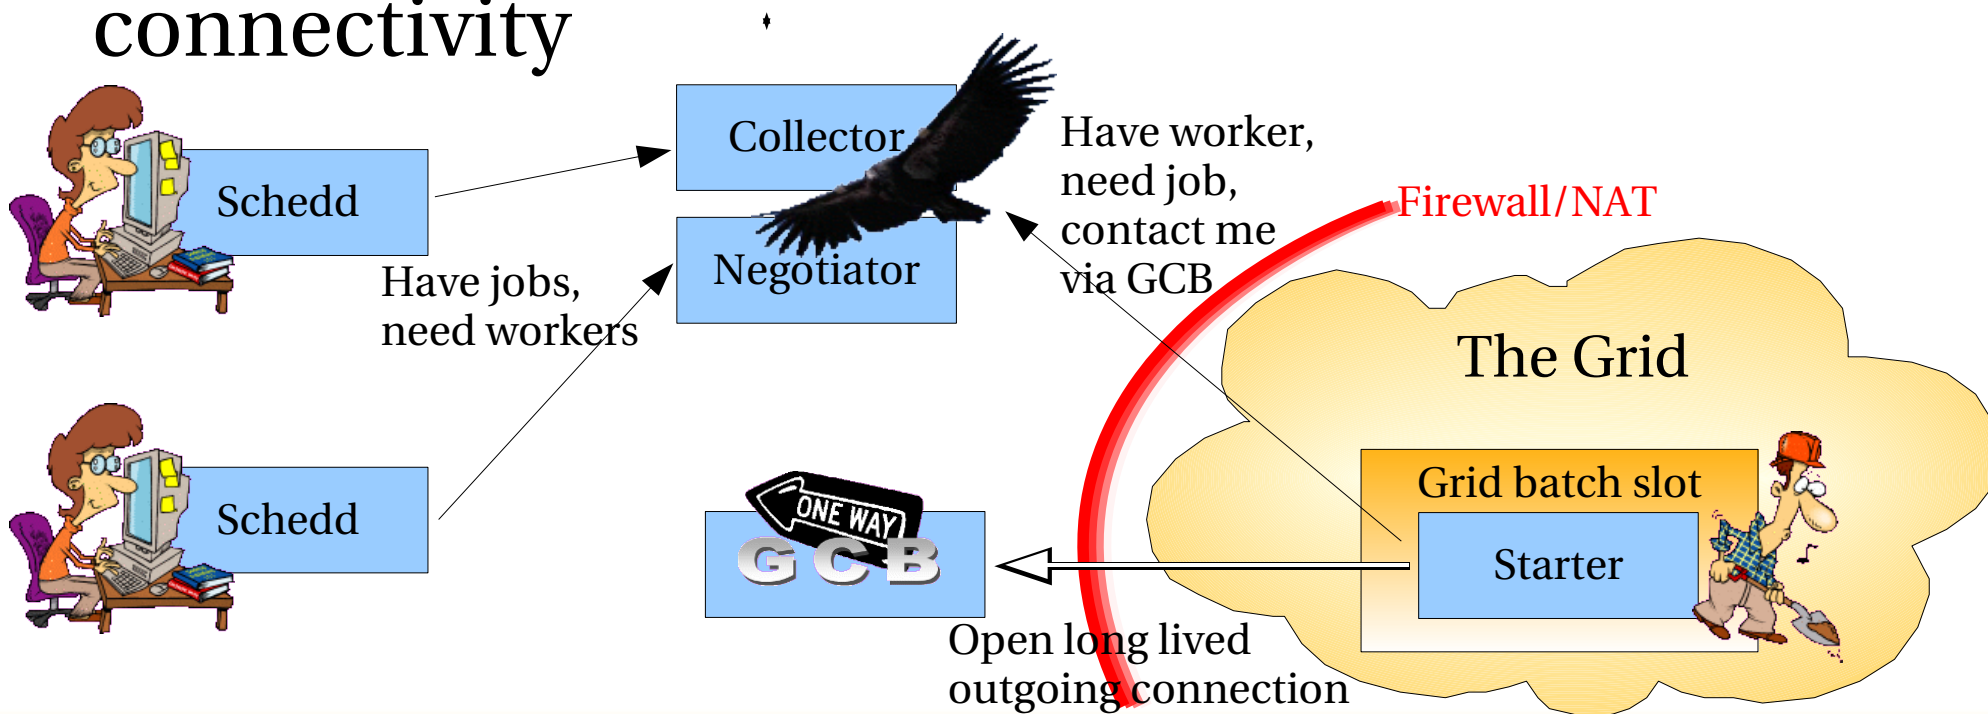 connectivity
Collector
Have worker,
need job,
contact me
via GCB
Schedd
Firewall/NAT
Negotiator
Have jobs,
need workers
The Grid
Grid batch slot
Schedd
ONE WAY
GCB
Starter
Open long lived
outgoing connection